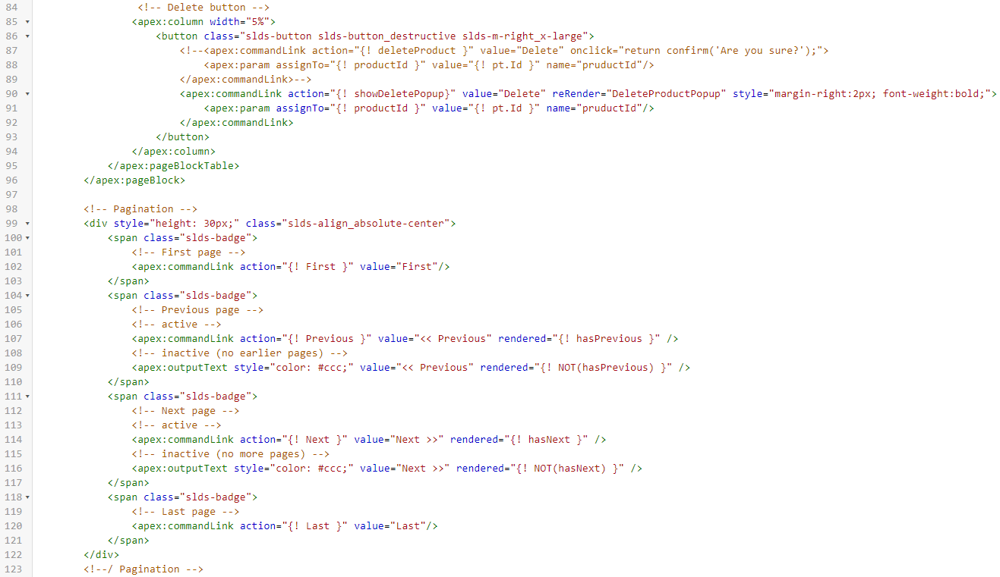 84 <!-- Delete button -->
85 <apex:column width="5%">
86 <button class="slds-button slds-button_destructive slds-m-right_x-large">
87 <!--<apex:commandLink action="{! deleteProduct }" value="Delete" onclick="return confirm('Are you sure?');">
88 <apex:param assignTo="{! productId }" value="{! pt.Id }" name="pruductId"/>
89 </apex:commandLink>-->
90 <apex:commandLink action="{! showDeletePopup}" value="Delete" reRender="DeleteProductPopup" style="margin-right:2px; font-weight:bold;">
91 <apex:param assignTo="{! productId }" value="{! pt.Id }" name="pruductId"/>
92 </apex:commandLink>
93 </button>
94 </apex:column>
95 </apex:pageBlockTable>
96 </apex:pageBlock>
97
98 <!-- Pagination -->
99 <div style="height: 30px;" class="slds-align_absolute-center">
100 <span class="slds-badge">
101 <!-- First page -->
102 <apex:commandLink action="{! First }" value="First"/>
103 </span>
104 <span class="slds-badge">
105 <!-- Previous page -->
106 <!-- active -->
107 <apex:commandLink action="{! Previous }" value="<< Previous" rendered="{! hasPrevious }" />
108 <!-- inactive (no earlier pages) -->
109 <apex:outputText style="color: #ccc;" value="<< Previous" rendered="{! NOT(hasPrevious) }" />
110 </span>
111 <span class="slds-badge">
112 <!-- Next page -->
113 <!-- active -->
114 <apex:commandLink action="{! Next }" value="Next >>" rendered="{! hasNext }" />
115 <!-- inactive (no more pages) -->
116 <apex:outputText style="color: #ccc;" value="Next >>" rendered="{! NOT(hasNext) }" />
117 </span>
118 <span class="slds-badge">
119 <!-- Last page -->
120 <apex:commandLink action="{! Last }" value="Last"/>
121 </span>
122 </div>
123 <!--/ Pagination -->